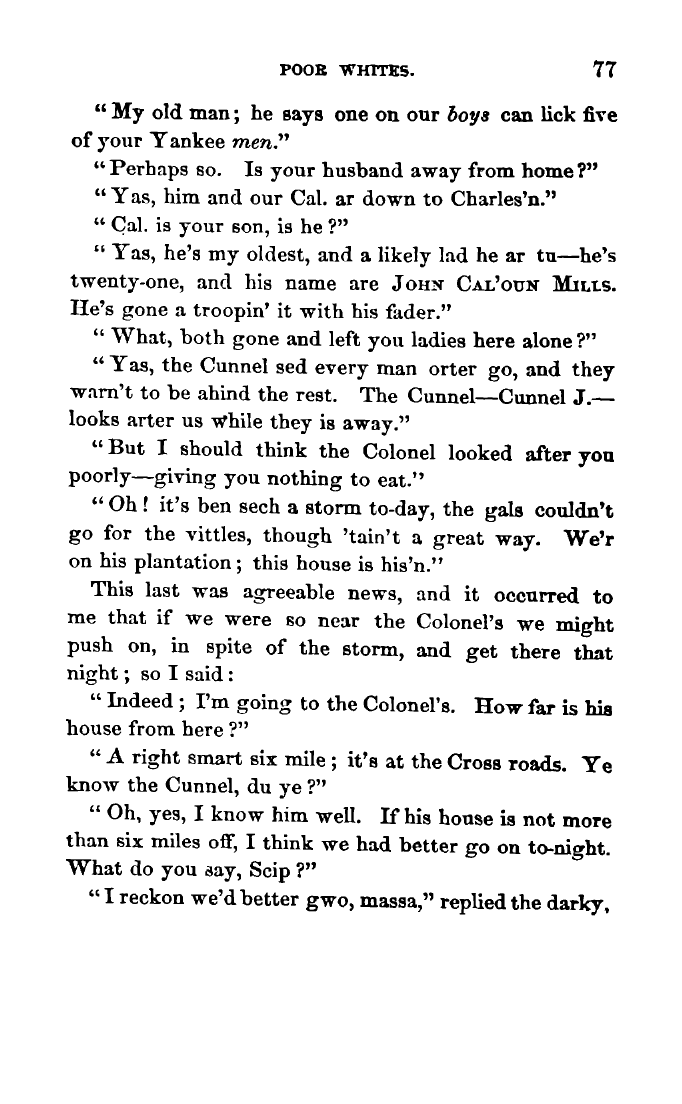 POOR WHITES. 77
“My old man; he says one on our boys can lick five
of your Yankee men.”
“Perhaps so. Is your husband away from home?”
“Yas, him and our Cal. ar down to Charles’n.”
“Cal. is your son, is he?”
“Yas, he’s my oldest, and a likely lad he ar tu—he’s
twenty-one, and his name are John Cal’oun Mills.
He’s gone a troopin’ it with his fader.”
“What, both gone and left you ladies here alone?”
“Yas, the Cunnel sed every man orter go, and they
warn’t to be ahind the rest. The Cunnel—Cunnel J.—
looks arter us while they is away.”
“But I should think the Colonel looked after you
poorly—giving you nothing to eat.”
“Oh! it’s ben sech a storm to-day, the gals couldn’t
go for the vittles, though ’tain’t a great way. We’r
on his plantation; this house is his’n.”
This last was agreeable news, and it occurred to
me that if we were so near the Colonel’s we might
push on, in spite of the storm, and get there that
night; so I said:
“Indeed; I’m going to the Colonel’s. How far is his
house from here?”
“A right smart six mile; it’s at the Cross roads. Ye
know the Cunnel, du ye?”
“Oh, yes, I know him well. If his house is not more
than six miles off, I think we had better go on to-night.
What do you say, Scip?”
“I reckon we’d better gwo, massa,” replied the darky,